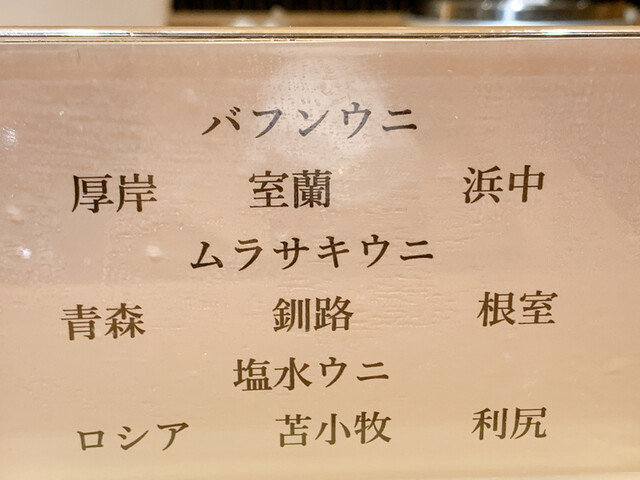 バフンウニ
厚岸 室蘭 浜中
ムラサキウニ
青森 釧路 根室
塩水ウニ
ロシア 苫小牧 利尻